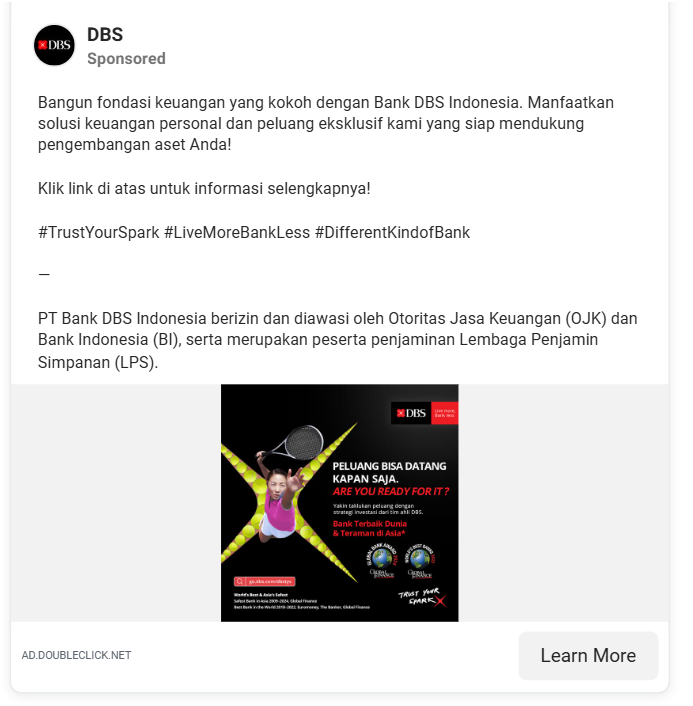 DBS
DBS
Sponsored
Bangun fondasi keuangan yang kokoh dengan Bank DBS Indonesia. Manfaatkan
solusi keuangan personal dan peluang eksklusif kami yang siap mendukung
pengembangan aset Anda!
Klik link di atas untuk informasi selengkapnya!
#TrustYourSpark #LiveMoreBankLess #DifferentKindofBank
—
PT Bank DBS Indonesia berizin dan diawasi oleh Otoritas Jasa Keuangan (OJK) dan
Bank Indonesia (BI), serta merupakan peserta penjaminan Lembaga Penjamin
Simpanan (LPS).
DBS
Live more,
Bank less
PELUANG BISA DATANG
KAPAN SAJA.
ARE YOU READY FOR IT?
Yakin taklukan peluang dengan
strategi investasi dari tim ahli DBS.
Bank Terbaik Dunia
& Teraman di Asia*
GLOBAL FINANCE
GLOBAL FINANCE
World's Best & Asia's Safest
Safest Bank in Asia 2009-2024, Global Finance
Best Bank in the World 2018-2022, Euromoney, The Banker, Global Finance
TRUST YOUR
SPARK
AD.DOUBLECLICK.NET
Learn More